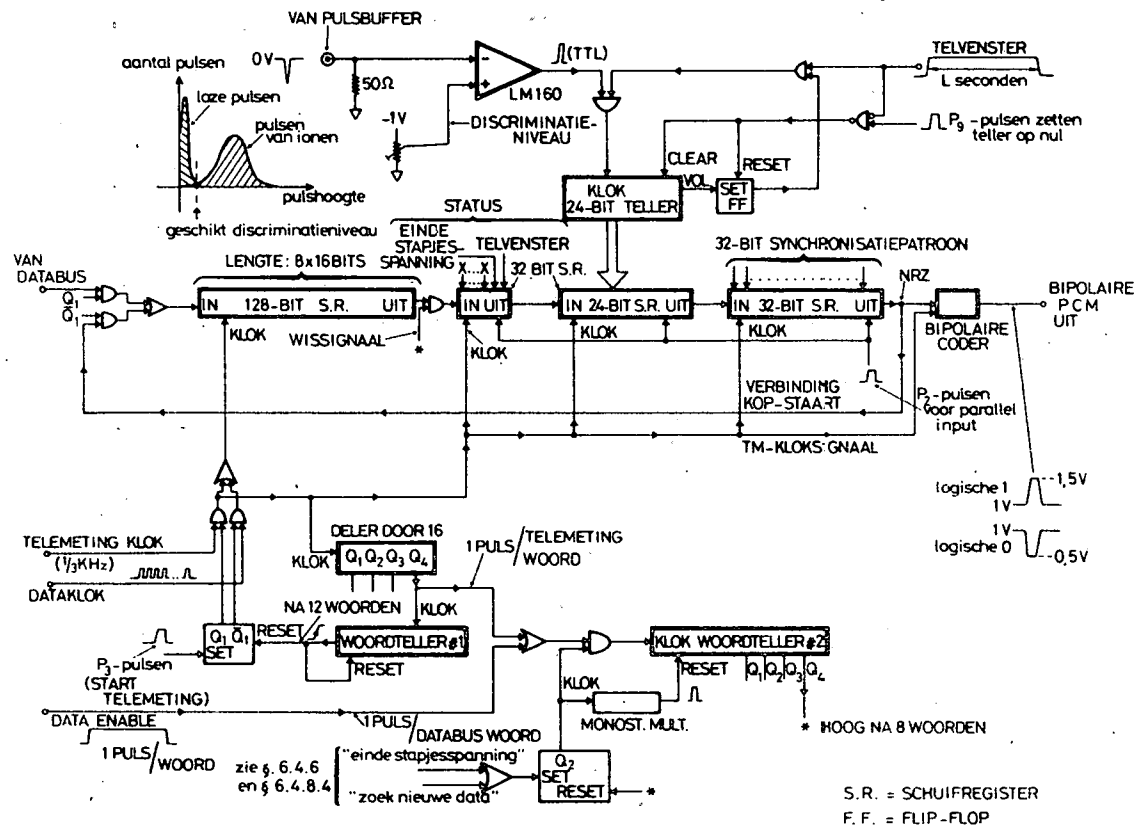 VAN PULSBUFFER
0V
aantal pulsen
loze pulsen
pulsen
van ionen
pulshoogte
geschikt discriminatieniveau
50Ω
-1V
-
+
LM160
(TTL)
DISCRIMINATIE-
NIVEAU
TELVENSTER
L seconden
P9 -pulsen zetten
teller op nul
CLEAR
VOL
RESET
SET
FF
KLOK
24-BIT TELLER
STATUS
EINDE
STAPJES-
SPANNING
TELVENSTER
X...X
32 BIT S.R.
32-BIT SYNCHRONISATIEPATROON
VAN
DATABUS
Q1
Q̄1
LENGTE: 8x16BITS
IN 128-BIT S.R. UIT
KLOK
WISSIGNAAL
*
IN UIT
KLOK
IN 24-BIT S.R. UIT
KLOK
IN 32-BIT S.R. UIT
KLOK
NRZ
BIPOLAIRE
CODER
BIPOLAIRE
P.C.M.
UIT
VERBINDING
KOP-STAART
P2-pulsen
voor parallel
input
TM-KLOKSIGNAAL
logische 1
1,5V
1V
1V
logische 0
0,5V
TELEMETING KLOK
(1/3KHz)
DATAKLOK
DELER DOOR 16
KLOK
Q1 Q2 Q3 Q4
1 PULS/TELEMETING
WOORD
KLOK
NA 12 WOORDEN
Q1 Q̄1
SET
RESET
WOORDTELLER #1
RESET
P3-pulsen
(START
TELEMETING)
DATA ENABLE
1 PULS/WOORD
1 PULS/
DATABUS WOORD
KLOK WOORDTELLER #2
RESET
Q1 Q2 Q3 Q4
KLOK
MONOST. MULT.
* HOOG NA 8 WOORDEN
zie §. 6.4.6
en § 6.4.8.4
"einde stapjesspanning"
"zoek nieuwe data"
Q2
SET
RESET
*
S.R. = SCHUIFREGISTER
F.F. = FLIP-FLOP